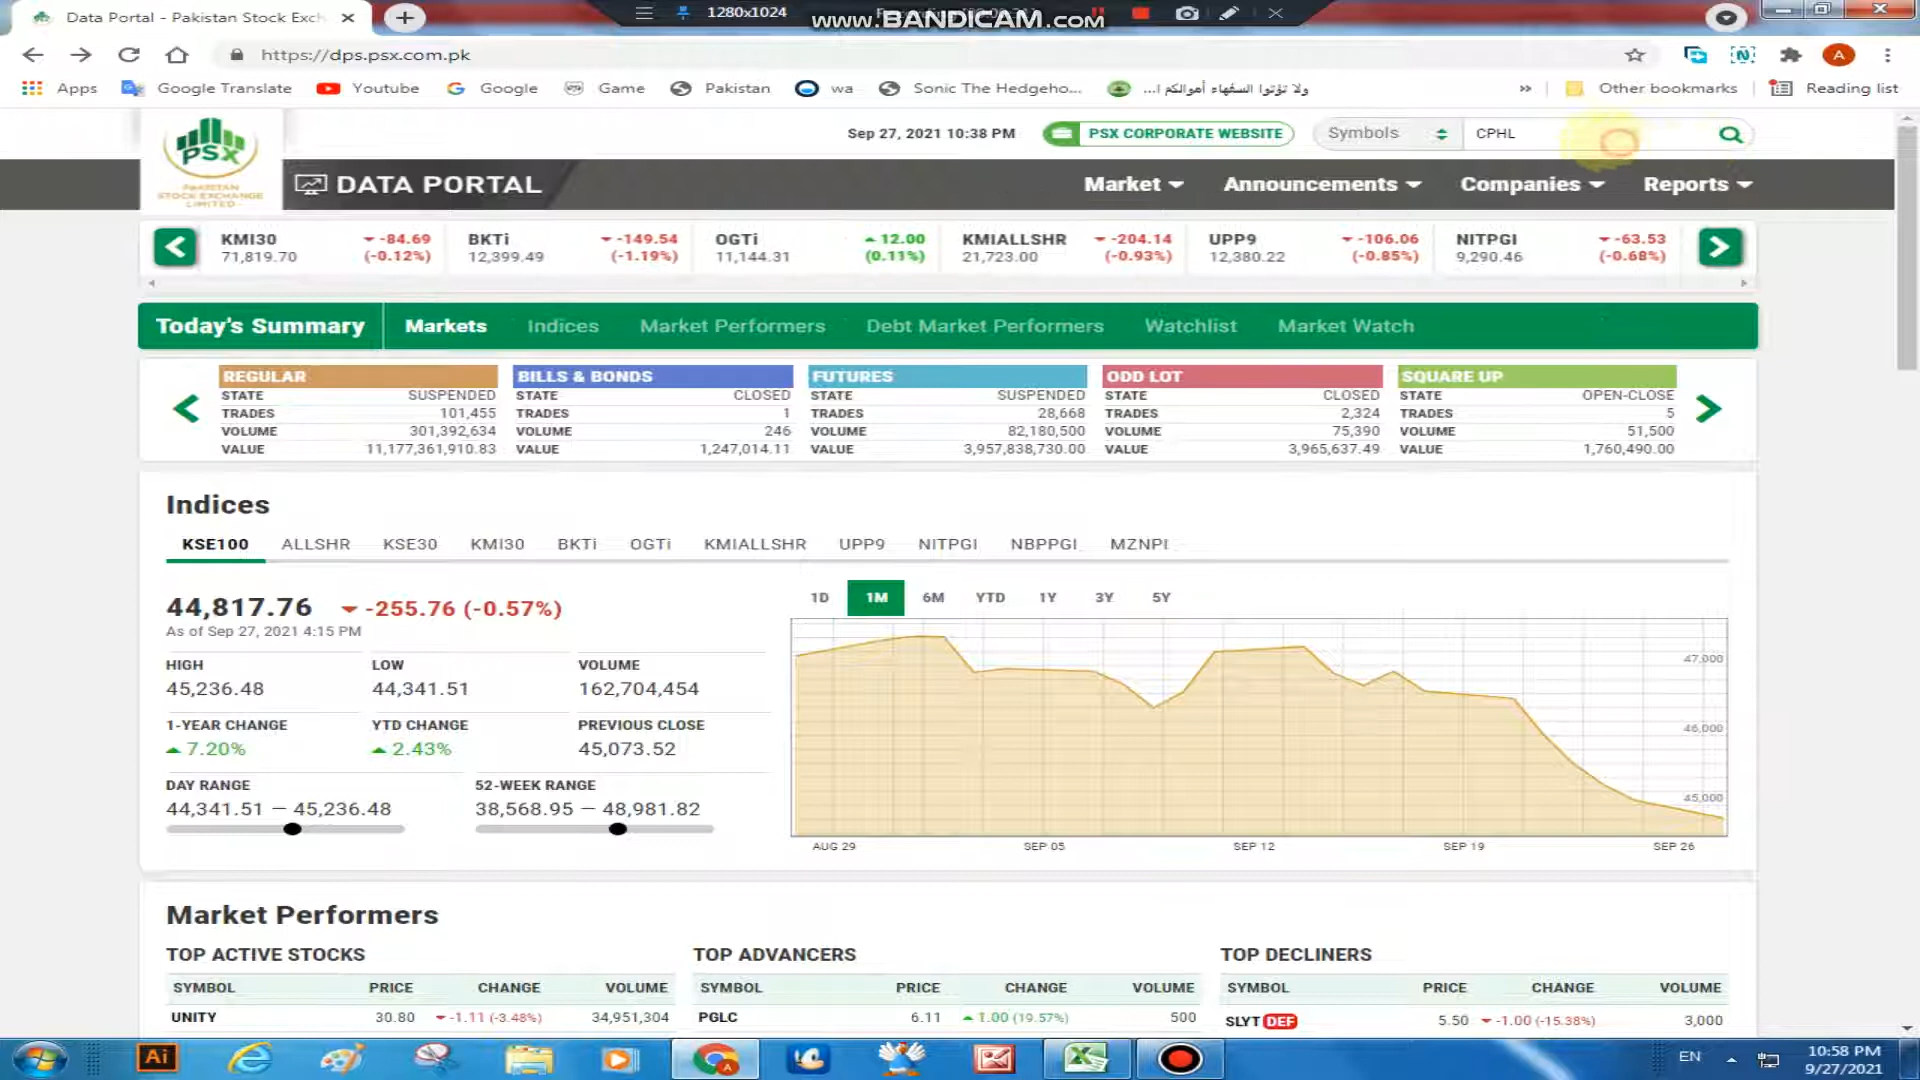 Data Portal - Pakistan Stock Exch
1280x1024
www.BANDICAM.com
https://dps.psx.com.pk
A
Apps
Google Translate
Youtube
Google
Game
Pakistan
wa
Sonic The Hedgeho...
ولا تؤتوا السفهاء أموالكم ا...
»
Other bookmarks
Reading list
PSX
PAKISTAN
STOCK EXCHANGE
LIMITED
Sep 27, 2021 10:38 PM
PSX CORPORATE WEBSITE
Symbols
CPHL
DATA PORTAL
Market
Announcements
Companies
Reports
KMI30 -84.69
71,819.70 (-0.12%)
BKTi -149.54
12,399.49 (-1.19%)
OGTi 12.00
11,144.31 (0.11%)
KMIALLSHR -204.14
21,723.00 (-0.93%)
UPP9 -106.06
12,380.22 (-0.85%)
NITPGI -63.53
9,290.46 (-0.68%)
Today's Summary
Markets
Indices
Market Performers
Debt Market Performers
Watchlist
Market Watch
REGULAR
STATE SUSPENDED
TRADES 101,455
VOLUME 301,392,634
VALUE 11,177,361,910.83
BILLS & BONDS
STATE CLOSED
TRADES 1
VOLUME 246
VALUE 1,247,014.11
FUTURES
STATE SUSPENDED
TRADES 28,668
VOLUME 82,180,500
VALUE 3,957,838,730.00
ODD LOT
STATE CLOSED
TRADES 2,324
VOLUME 75,390
VALUE 3,965,637.49
SQUARE UP
STATE OPEN-CLOSE
TRADES 5
VOLUME 51,500
VALUE 1,760,490.00
Indices
KSE100 ALLSHR KSE30 KMI30 BKTi OGTi KMIALLSHR UPP9 NITPGI NBPPGI MZNPI
44,817.76 -255.76 (-0.57%)
As of Sep 27, 2021 4:15 PM
HIGH LOW VOLUME
45,236.48 44,341.51 162,704,454
1-YEAR CHANGE YTD CHANGE PREVIOUS CLOSE
7.20% 2.43% 45,073.52
DAY RANGE 52-WEEK RANGE
44,341.51 — 45,236.48 38,568.95 — 48,981.82
1D 1M 6M YTD 1Y 3Y 5Y
47,000
46,000
45,000
AUG 29 SEP 05 SEP 12 SEP 19 SEP 26
Market Performers
TOP ACTIVE STOCKS
SYMBOL PRICE CHANGE VOLUME
UNITY 30.80 -1.11 (-3.48%) 34,951,304
TOP ADVANCERS
SYMBOL PRICE CHANGE VOLUME
PGLC 6.11 1.00 (19.57%) 500
TOP DECLINERS
SYMBOL PRICE CHANGE VOLUME
SLYT DEF 5.50 -1.00 (-15.38%) 3,000
Ai
EN
10:58 PM
9/27/2021